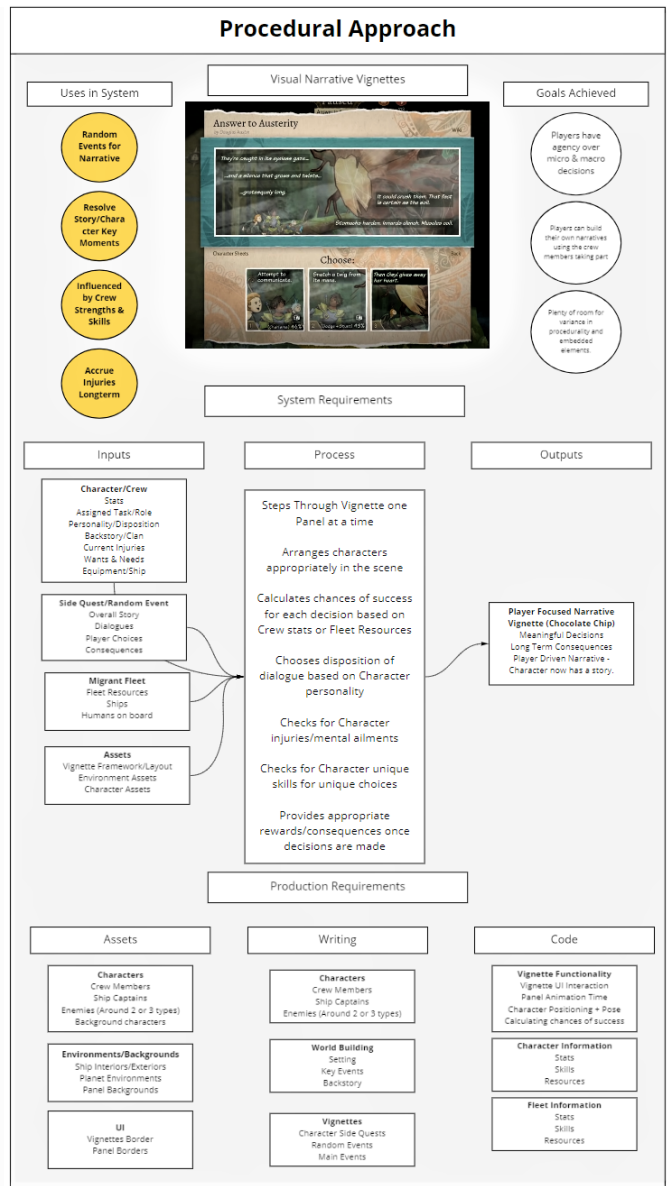 Procedural Approach
Visual Narrative Vignettes
Uses in System
Random
Events for
Narrative
Resolve
Story/Chara
cter Key
Moments
Influenced
by Crew
Strengths &
Skills
Accrue
Injuries
Longterm
Paused
Answer to Austerity
They're caught in its eyeless gaze...
...and a silence that grows and twists...
...grotesquely long.
It could crush them. That fact
is certain as the soil.
Stomachs harden. Innards clench. Muscles coil.
Character Sheets
Choose:
Attempt to
communicate.
Snatch a twig from
the mass.
Then they gives away
her heart.
Goals Achieved
Players have
agency over
micro & macro
decisions
Players can build
their own narratives
using the crew
members taking part
Plenty of room for
variance in
procedurality and
embedded
elements.
System Requirements
Inputs
Process
Outputs
Character/Crew
Stats
Assigned Task/Role
Personality/Disposition
Backstory/Clan
Current Injuries
Wants & Needs
Equipment/Ship
Side Quest/Random Event
Overall Story
Dialogues
Player Choices
Consequences
Migrant Fleet
Fleet Resources
Ships
Humans on board
Assets
Vignette Framework/Layout
Environment Assets
Character Assets
Steps Through Vignette one
Panel at a time
Arranges characters
appropriately in the scene
Calculates chances of success
for each decision based on
Crew stats or Fleet Resources
Chooses disposition of
dialogue based on Character
personality
Checks for Character
injuries/mental ailments
Checks for Character unique
skills for unique choices
Provides appropriate
rewards/consequences once
decisions are made
Player Focused Narrative
Vignette (Chocolate Chip)
Meaningful Decisions
Long Term Consequences
Player Driven Narrative -
Character now has a story.
Production Requirements
Assets
Writing
Code
Characters
Crew Members
Ship Captains
Enemies (Around 2 or 3 types)
Background characters
Environments/Backgrounds
Ship Interiors/Exteriors
Planet Environments
Panel Backgrounds
UI
Vignettes Border
Panel Borders
Characters
Crew Members
Ship Captains
Enemies (Around 2 or 3 types)
World Building
Setting
Key Events
Backstory
Vignettes
Character Side Quests
Random Events
Main Events
Vignette Functionality
Vignette UI Interaction
Panel Animation Time
Character Positioning + Pose
Calculating chances of success
Character Information
Stats
Skills
Resources
Fleet Information
Stats
Skills
Resources